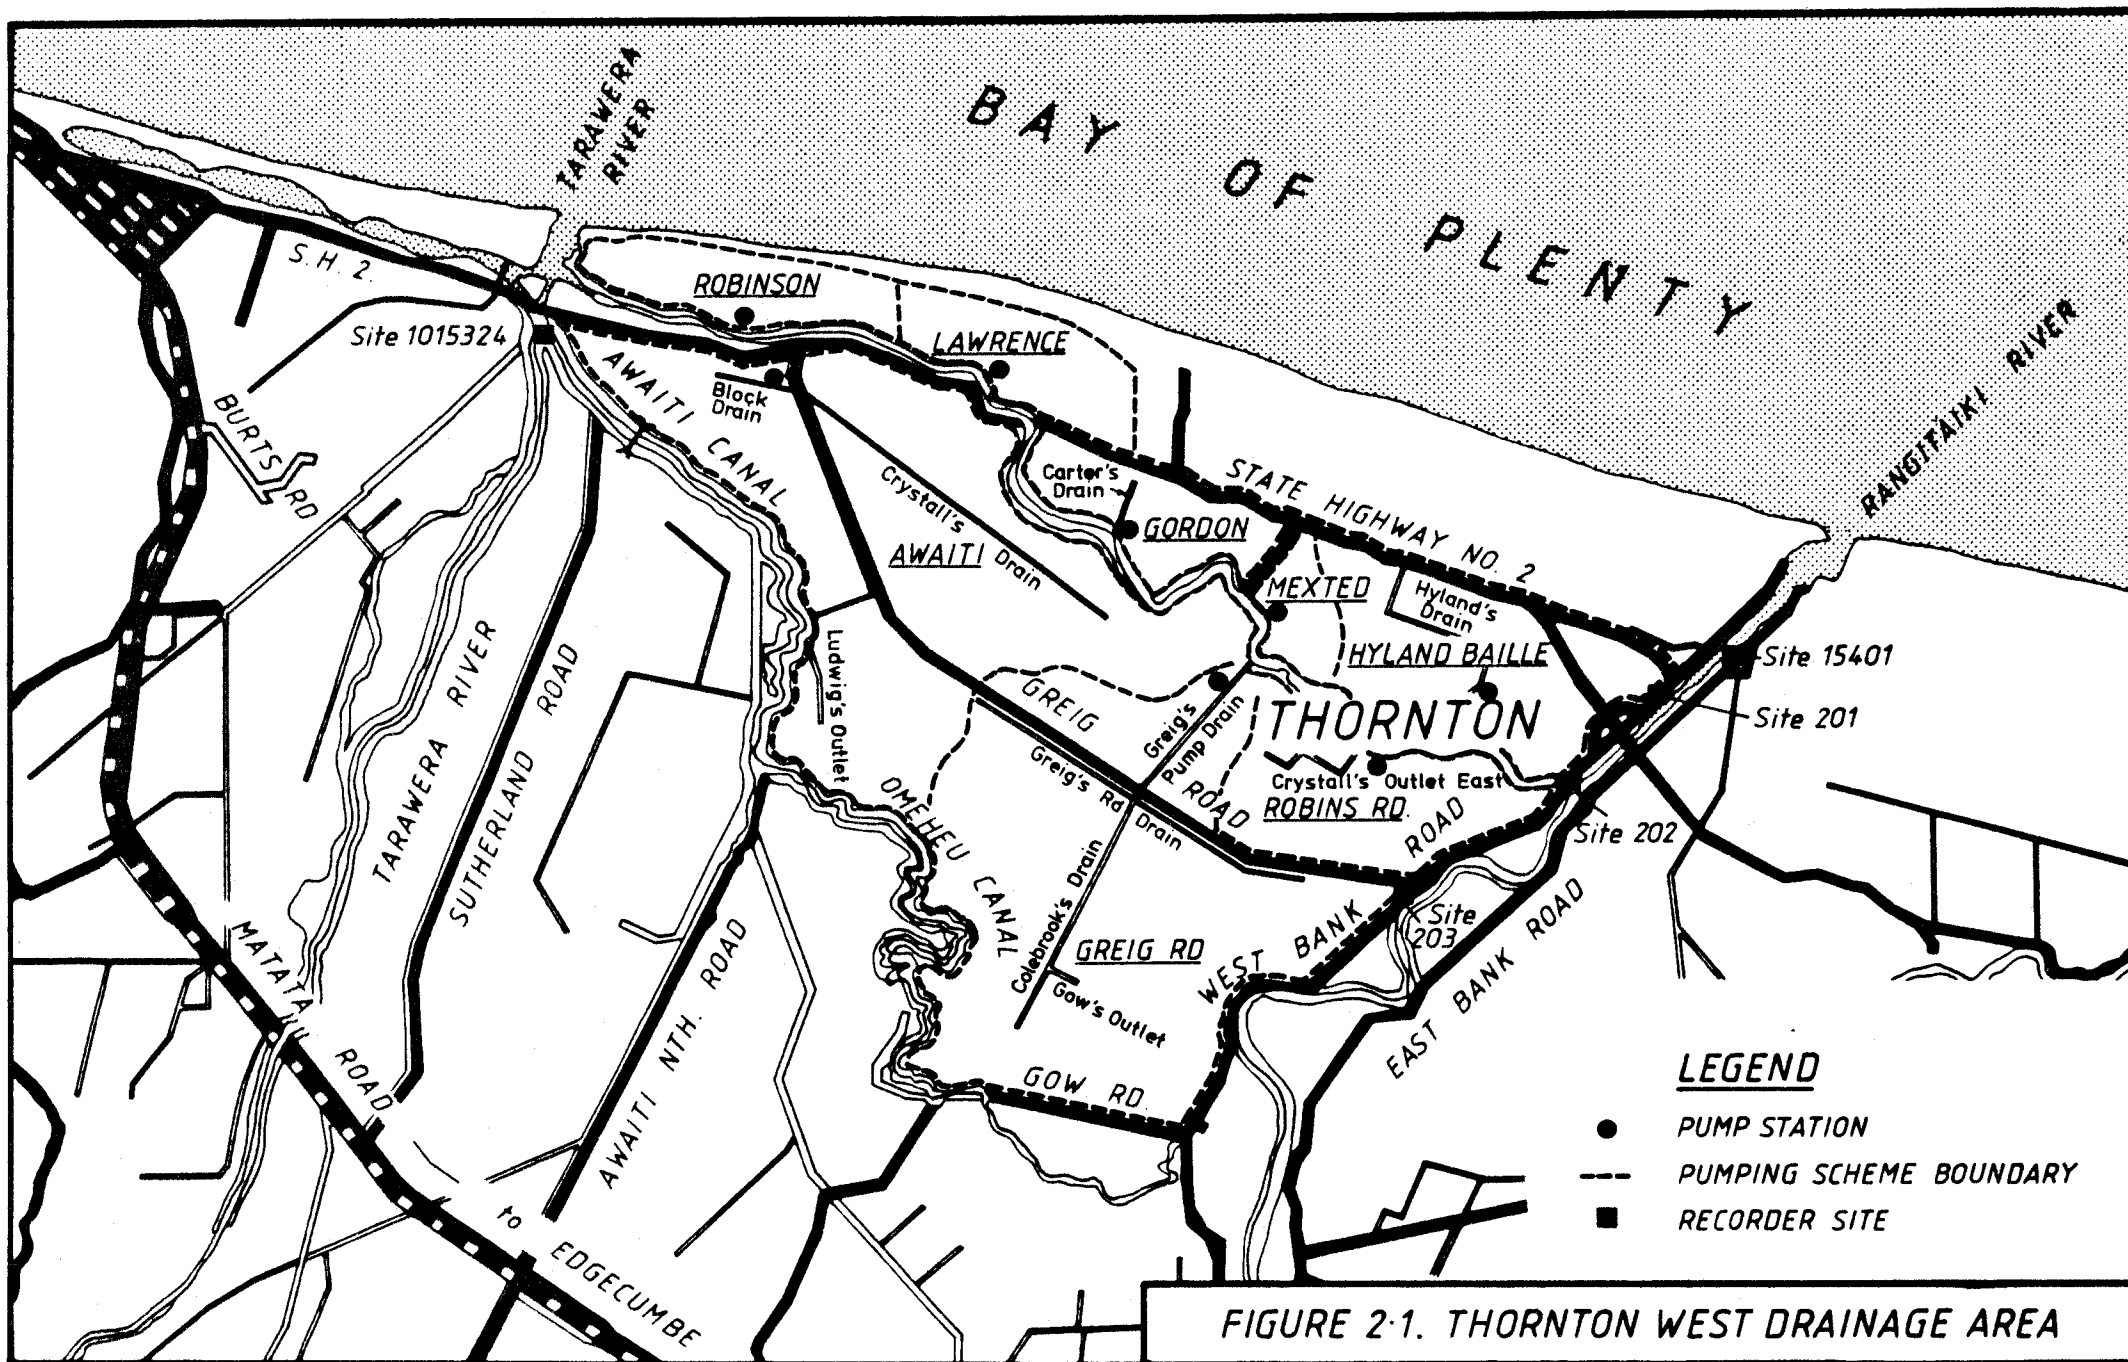 BAY OF PLENTY
TARAWERA
RIVER
RANGITAIKI RIVER
S.H. 2
ROBINSON
Site 1015324
LAWRENCE
AWAITI CANAL
Block
Drain
BURTS RD
Carter's
Drain
STATE HIGHWAY NO. 2
Crystall's Drain
GORDON
AWAITI
MEXTED
Hyland's
Drain
HYLAND BAILLE
Site 15401
Site 201
TARAWERA RIVER
SUTHERLAND ROAD
Ludwig's Outlet
GREIG ROAD
Greig's
Pump Drain
THORNTON
Greig's Rd Drain
Crystall's Outlet East
ROBINS RD.
Site 202
OMEHEU CANAL
Colebrook's Drain
GREIG RD
WEST BANK ROAD
Site
203
EAST BANK ROAD
Gow's Outlet
MATATA ROAD
AWAITI NTH. ROAD
GOW RD.
to EDGECUMBE
LEGEND
PUMP STATION
PUMPING SCHEME BOUNDARY
RECORDER SITE
FIGURE 2·1. THORNTON WEST DRAINAGE AREA